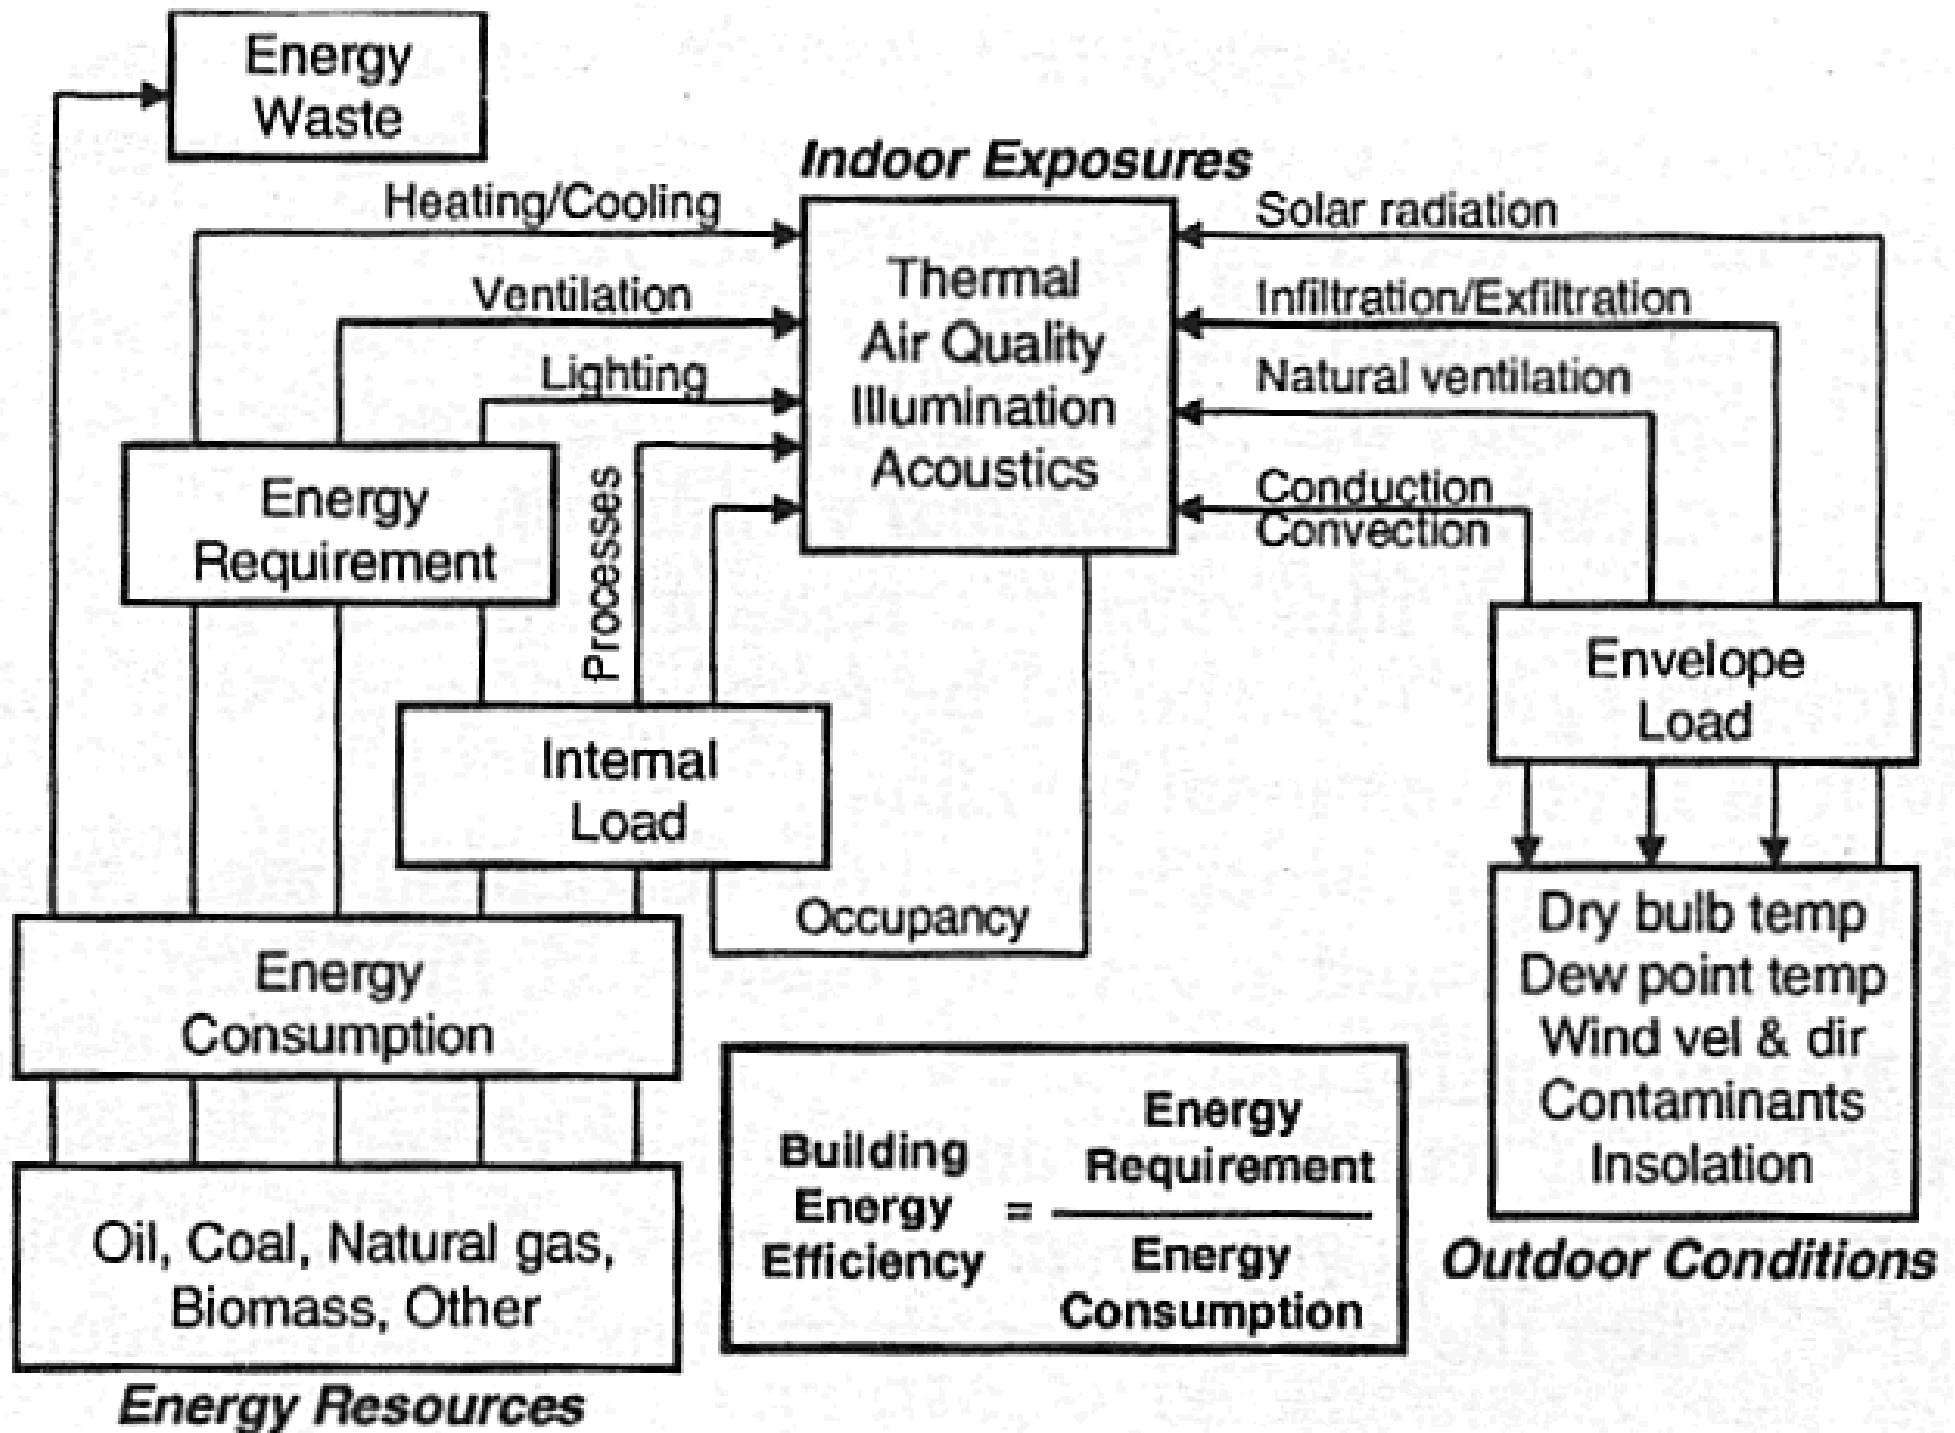 Energy
Waste
Indoor Exposures
Heating/Cooling
Ventilation
Lighting
Processes
Thermal
Air Quality
Illumination
Acoustics
Solar radiation
Infiltration/Exfiltration
Natural ventilation
Conduction
Convection
Energy
Requirement
Internal
Load
Envelope
Load
Occupancy
Energy
Consumption
Dry bulb temp
Dew point temp
Wind vel & dir
Contaminants
Insolation
Outdoor Conditions
Building
Energy
Efficiency
=
Energy
Requirement
Energy
Consumption
Oil, Coal, Natural gas,
Biomass, Other
Energy Resources